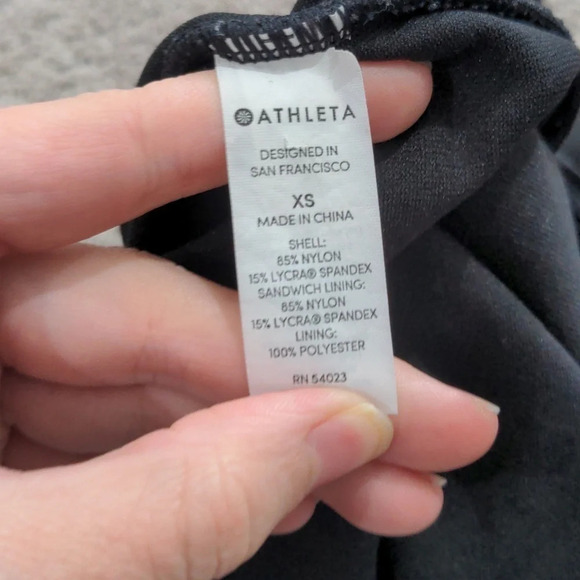 ATHLETA
DESIGNED IN
SAN FRANCISCO
XS
MADE IN CHINA
SHELL:
85% NYLON
15% LYCRA® SPANDEX
SANDWICH LINING:
85% NYLON
15% LYCRA® SPANDEX
LINING:
100% POLYESTER
RN 54023